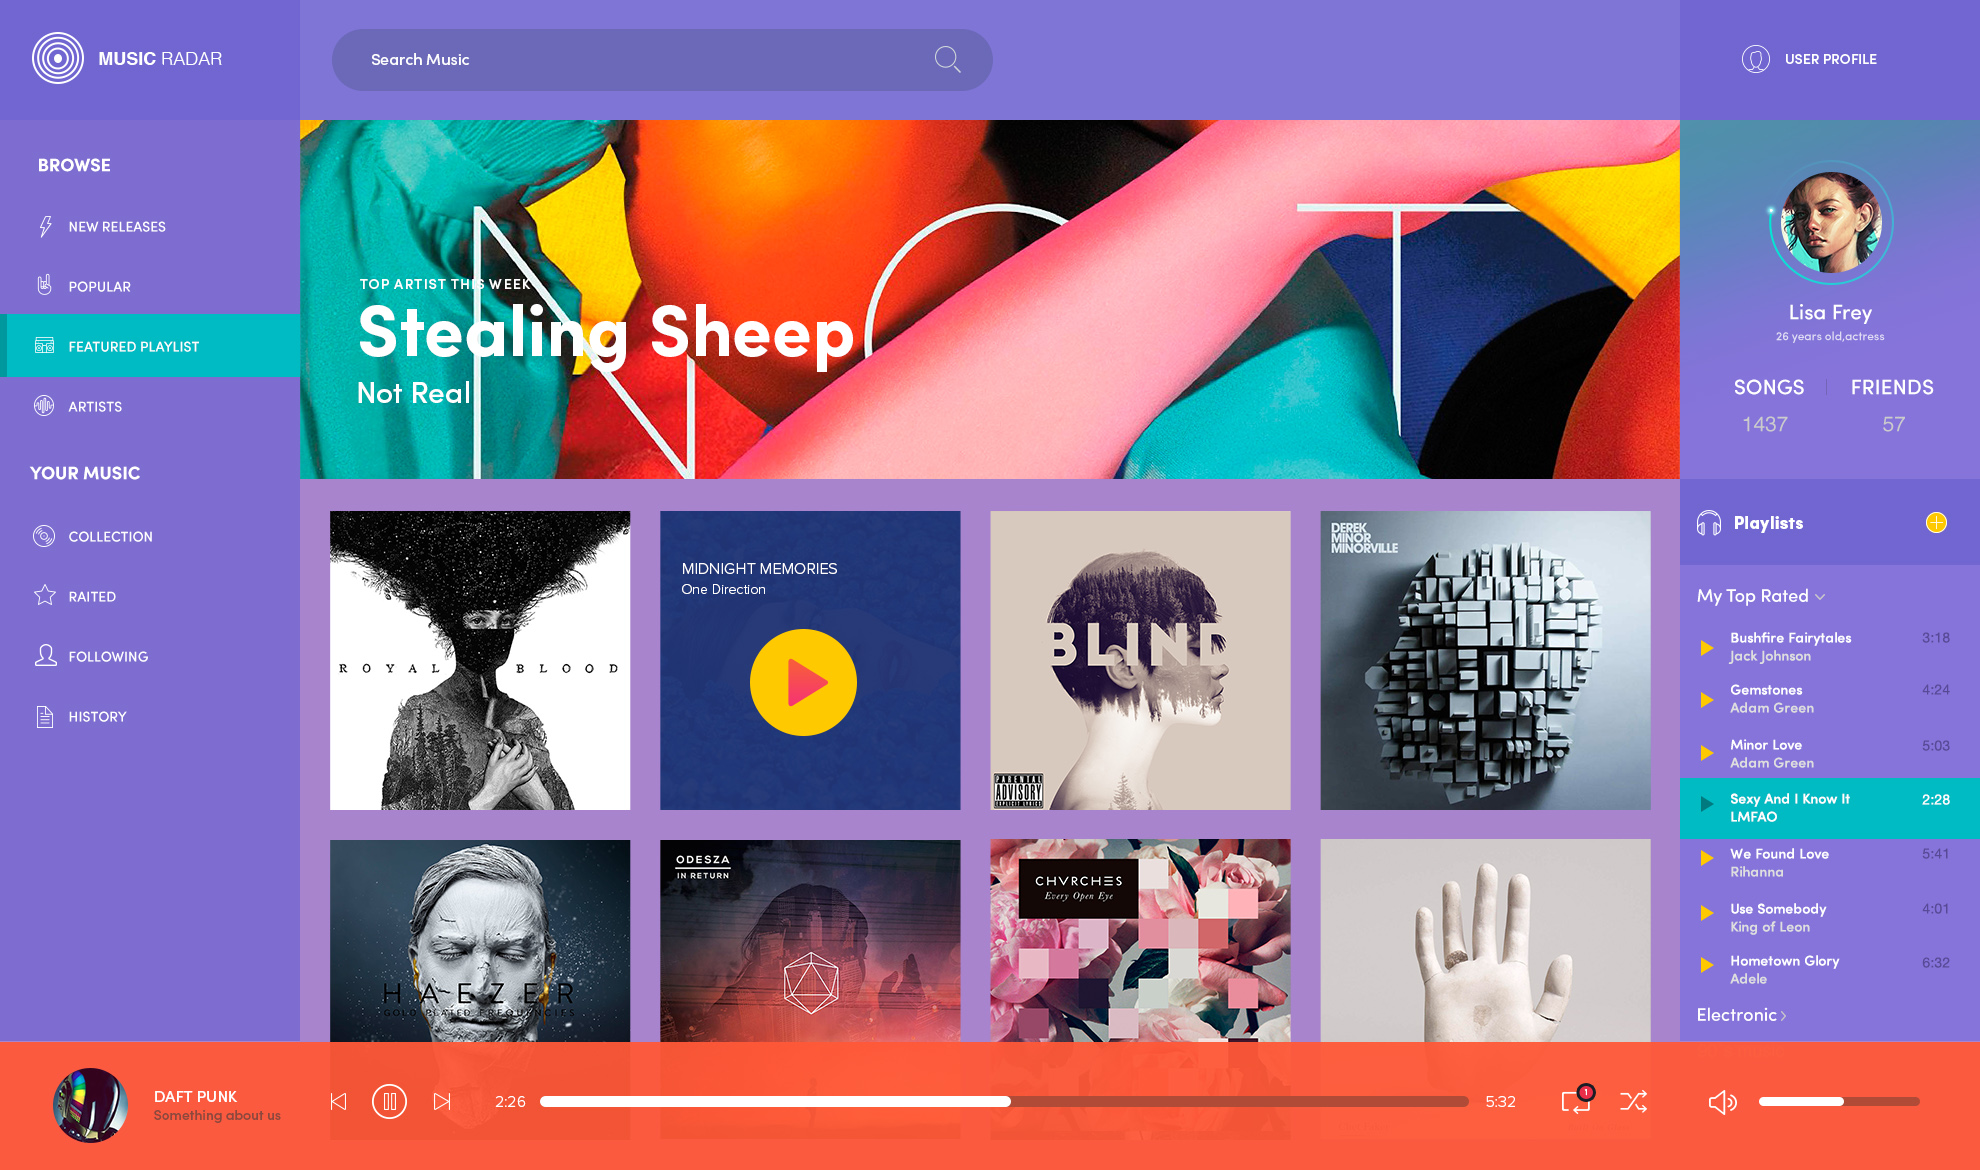 MUSIC RADAR
Search Music
USER PROFILE
BROWSE
NEW RELEASES
POPULAR
FEATURED PLAYLIST
ARTISTS
YOUR MUSIC
COLLECTION
RAITED
FOLLOWING
HISTORY
NOT
TOP ARTIST THIS WEEK
Stealing Sheep
Not Real
ROYAL BLOOD
MIDNIGHT MEMORIES
One Direction
BLIND
PARENTAL
ADVISORY
EXPLICIT LYRICS
DEREK
MINOR
MINORVILLE
HAEZER
GOLD PLATED FREQUENCIES
ODESZA
IN RETURN
CHVRCHES
Every Open Eye
Lisa Frey
26 years old,actress
SONGS FRIENDS
1437 57
Playlists
My Top Rated
Bushfire Fairytales 3:18
Jack Johnson
Gemstones 4:24
Adam Green
Minor Love 5:03
Adam Green
Sexy And I Know It 2:28
LMFAO
We Found Love 5:41
Rihanna
Use Somebody 4:01
King of Leon
Hometown Glory 6:32
Adele
Electronic
DAFT PUNK
Something about us
2:26
5:32
1